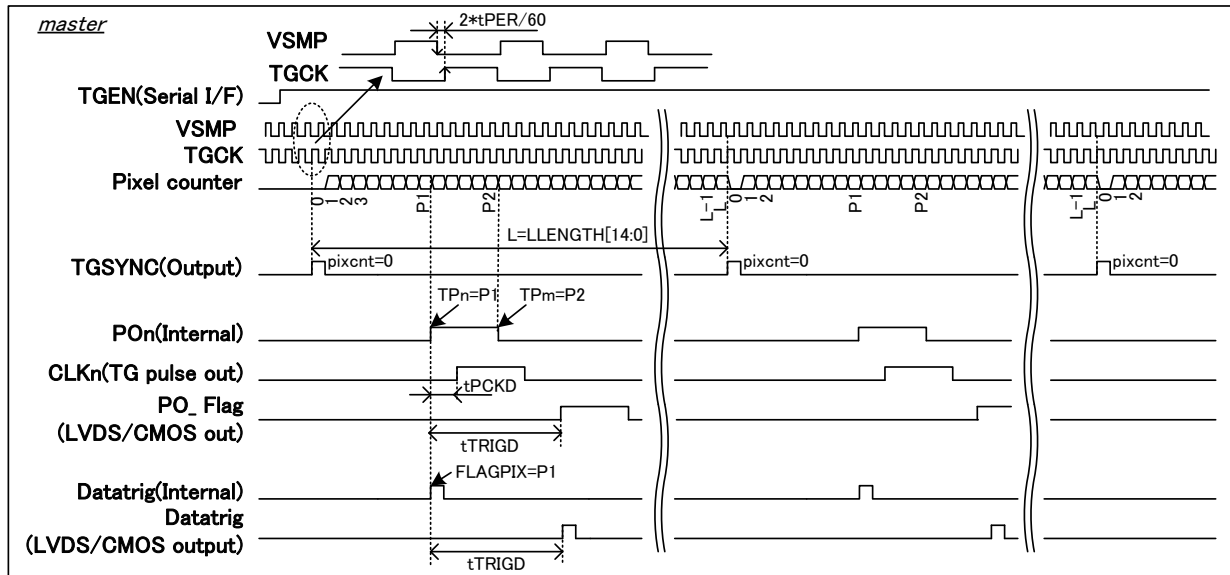 master
2*tPER/60
VSMP
TGCK
TGEN(Serial I/F)
VSMP
TGCK
Pixel counter
0 1 2 3 P1 P2 L-1 L 0 1 2 P1 P2 L-1 L 0 1 2
L=LLENGTH[14:0]
TGSYNC(Output)
pixcnt=0 pixcnt=0 pixcnt=0
TPn=P1 TPm=P2
POn(Internal)
CLKn(TG pulse out)
tPCKD
PO_ Flag
(LVDS/CMOS out)
tTRIGD
FLAGPIX=P1
Datatrig(Internal)
Datatrig
(LVDS/CMOS output)
tTRIGD